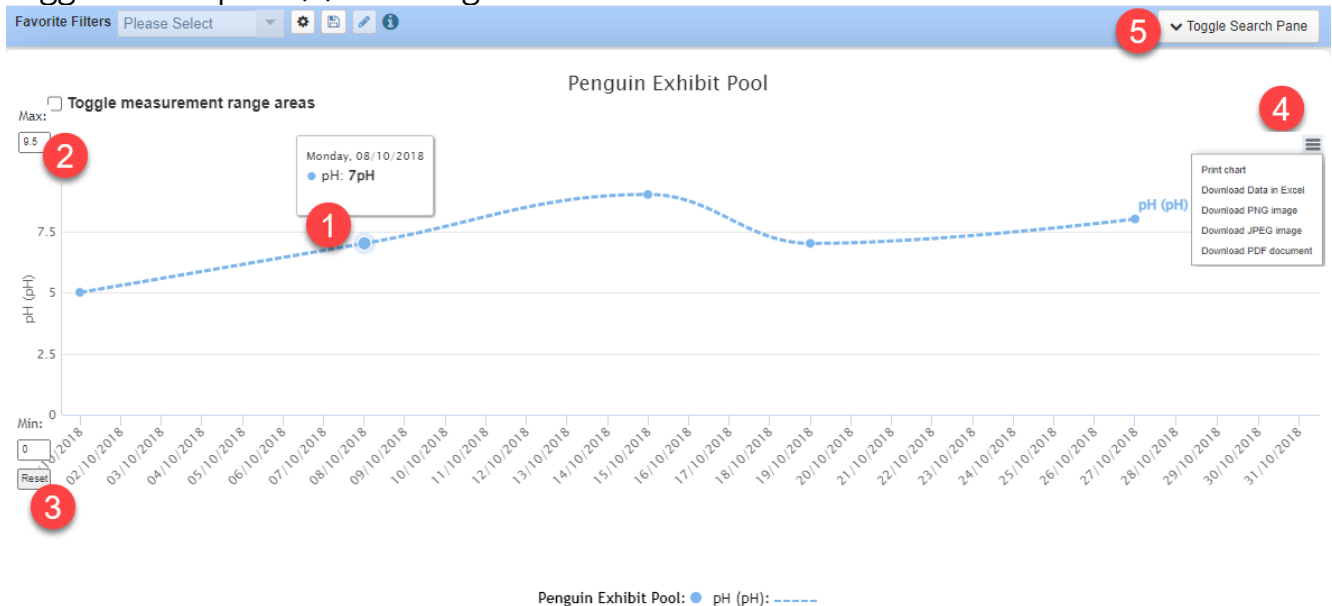 Favorite Filters Please Select
5
Toggle Search Pane
Penguin Exhibit Pool
Toggle measurement range areas
Max:
9.5
2
4
Monday, 08/10/2018
pH: 7pH
1
Print chart
Download Data in Excel
Download PNG image
Download JPEG image
Download PDF document
pH (pH)
7.5
5
2.5
0
pH (pH)
Min:
0
Reset
3
/10/2018
02/10/2018
03/10/2018
04/10/2018
05/10/2018
06/10/2018
07/10/2018
08/10/2018
09/10/2018
10/10/2018
11/10/2018
12/10/2018
13/10/2018
14/10/2018
15/10/2018
16/10/2018
17/10/2018
18/10/2018
19/10/2018
20/10/2018
21/10/2018
22/10/2018
23/10/2018
24/10/2018
25/10/2018
26/10/2018
27/10/2018
28/10/2018
29/10/2018
30/10/2018
31/10/2018
Penguin Exhibit Pool: pH (pH):